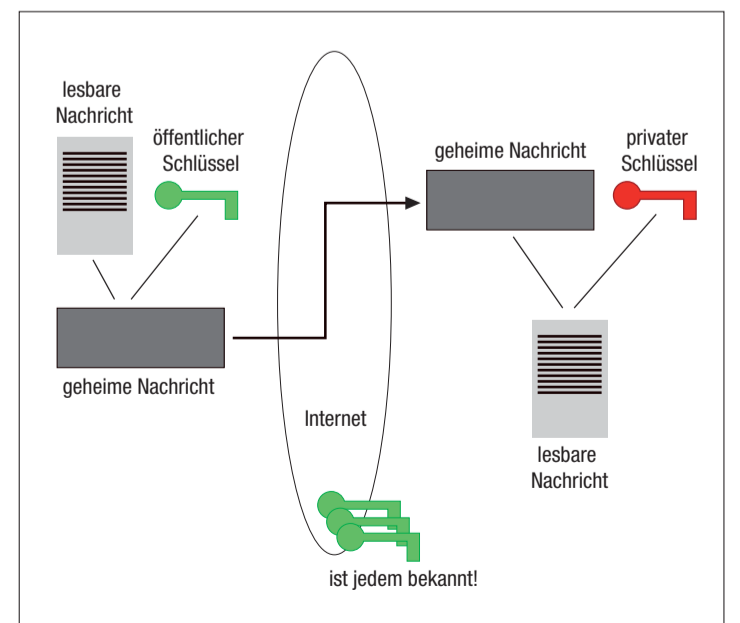 lesbare
Nachricht
öffentlicher
Schlüssel
geheime Nachricht
Internet
ist jedem bekannt!
geheime Nachricht
privater
Schlüssel
lesbare
Nachricht